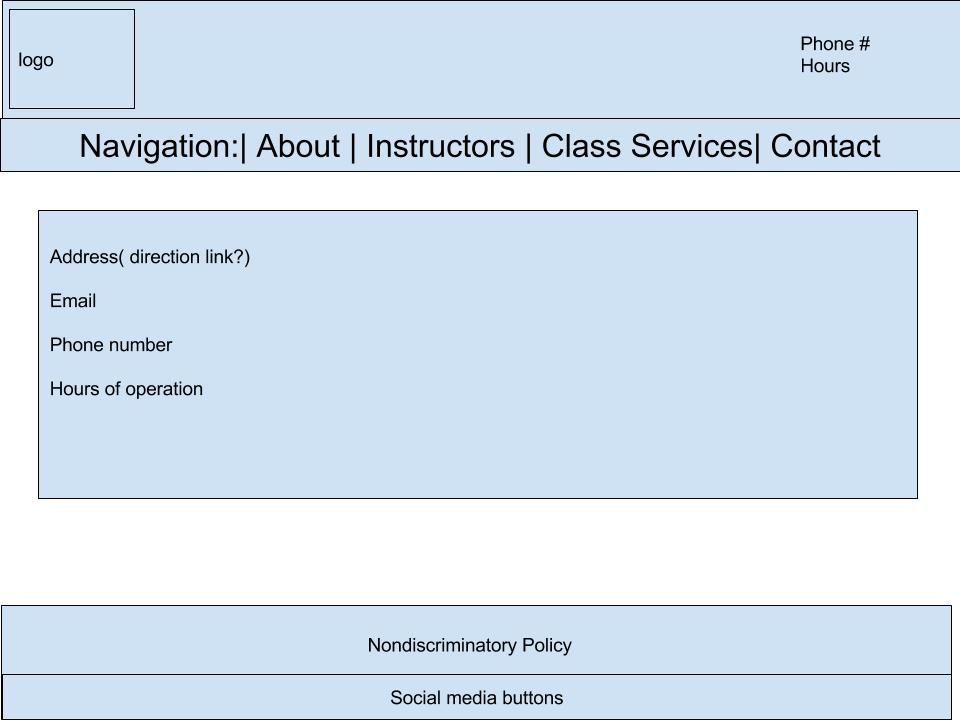 logo
Phone #
Hours
Navigation:| About | Instructors | Class Services| Contact
Address( direction link?)
Email
Phone number
Hours of operation
Nondiscriminatory Policy
Social media buttons